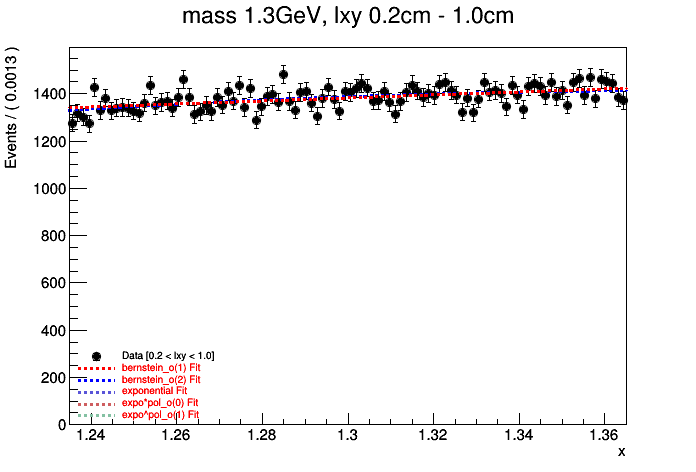 mass 1.3GeV, lxy 0.2cm - 1.0cm
Events / ( 0.0013 )
1400
1200
1000
800
600
400
200
0
Data [0.2 < lxy < 1.0]
bernstein_o(1) Fit
bernstein_o(2) Fit
exponential Fit
expo*pol_o(0) Fit
expo^pol_o(1) Fit
1.24 1.26 1.28 1.3 1.32 1.34 1.36
x